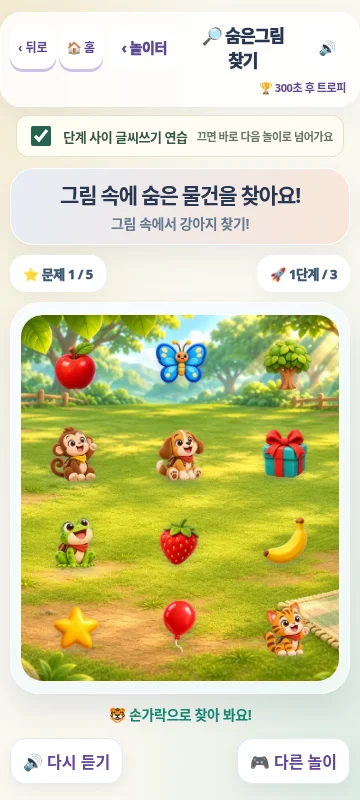 ‹ 뒤로
🏠 홈
‹ 놀이터
🔎 숨은그림
찾기
🔊
🏆 300초 후 트로피
단계 사이 글씨쓰기 연습 끄면 바로 다음 놀이로 넘어가요
그림 속에 숨은 물건을 찾아요!
그림 속에서 강아지 찾기!
⭐ 문제 1 / 5
🚀 1단계 / 3
🐯 손가락으로 찾아 봐요!
🔊 다시 듣기
🎮 다른 놀이